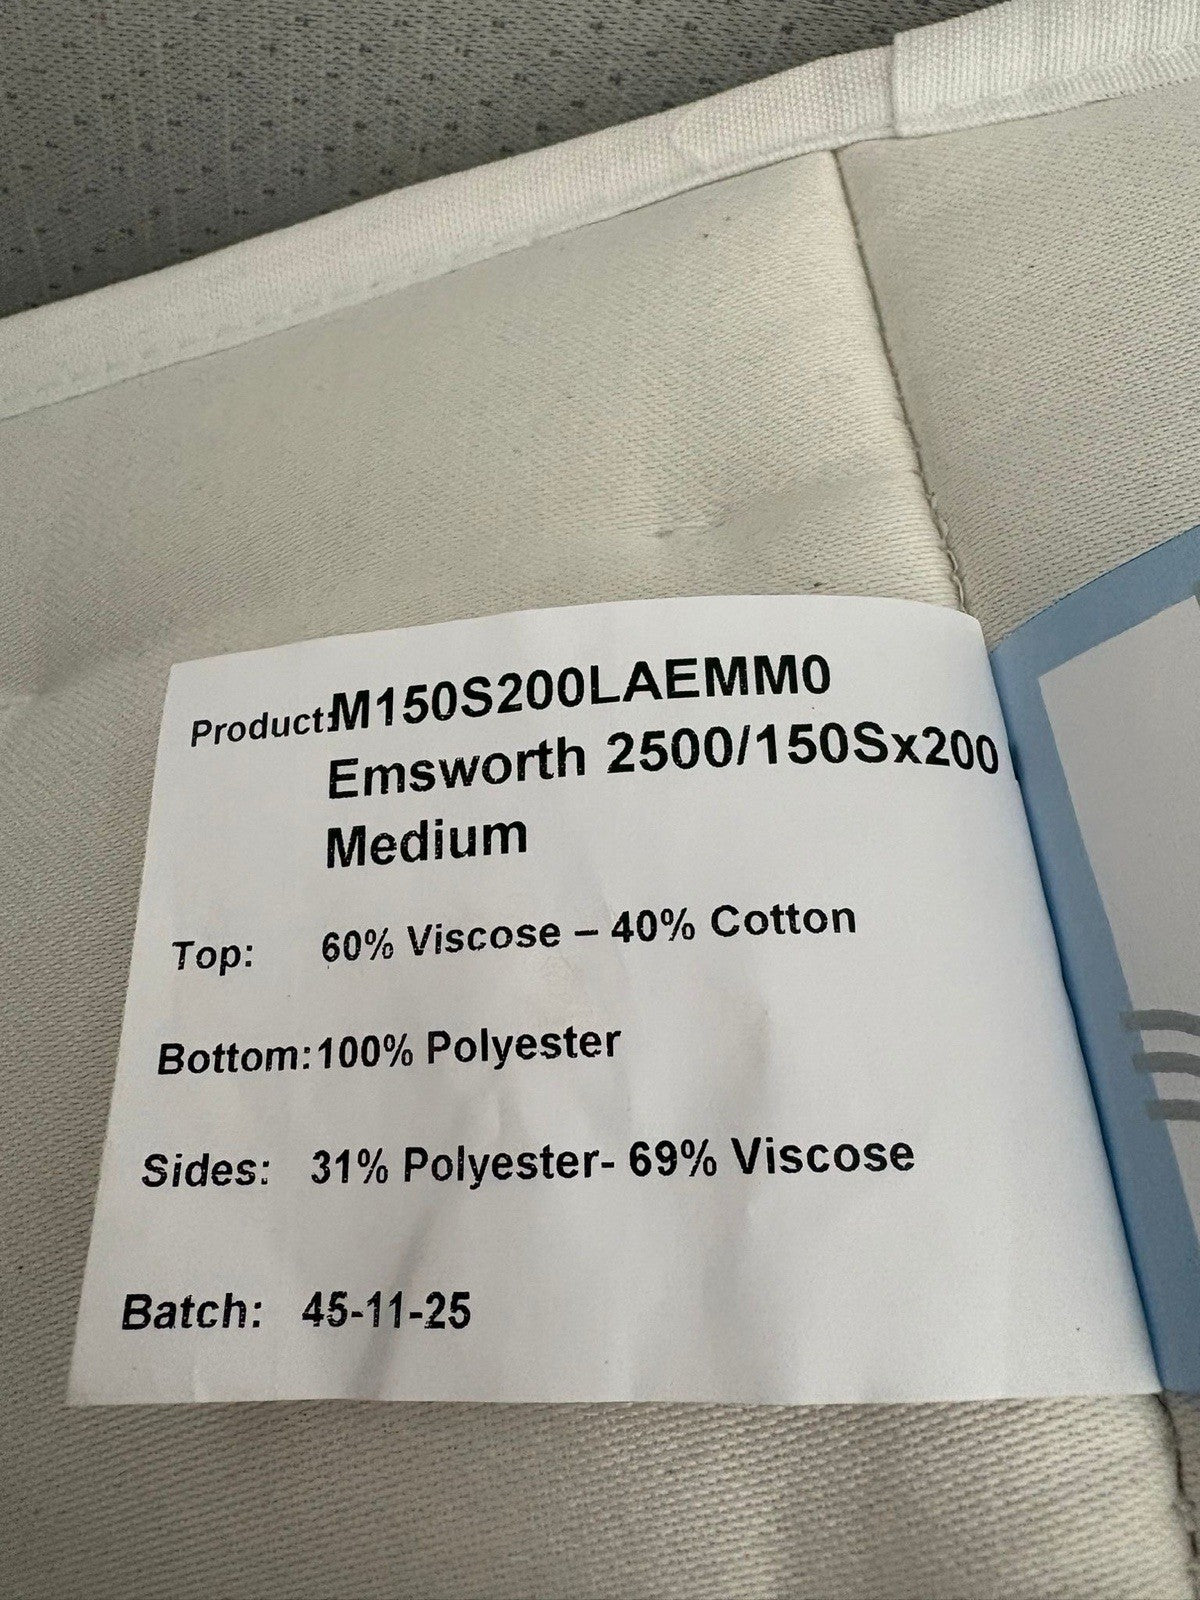 Product:M150S200LAEMM0
Emsworth 2500/150Sx200
Medium
Top: 60% Viscose – 40% Cotton
Bottom:100% Polyester
Sides: 31% Polyester- 69% Viscose
Batch: 45-11-25